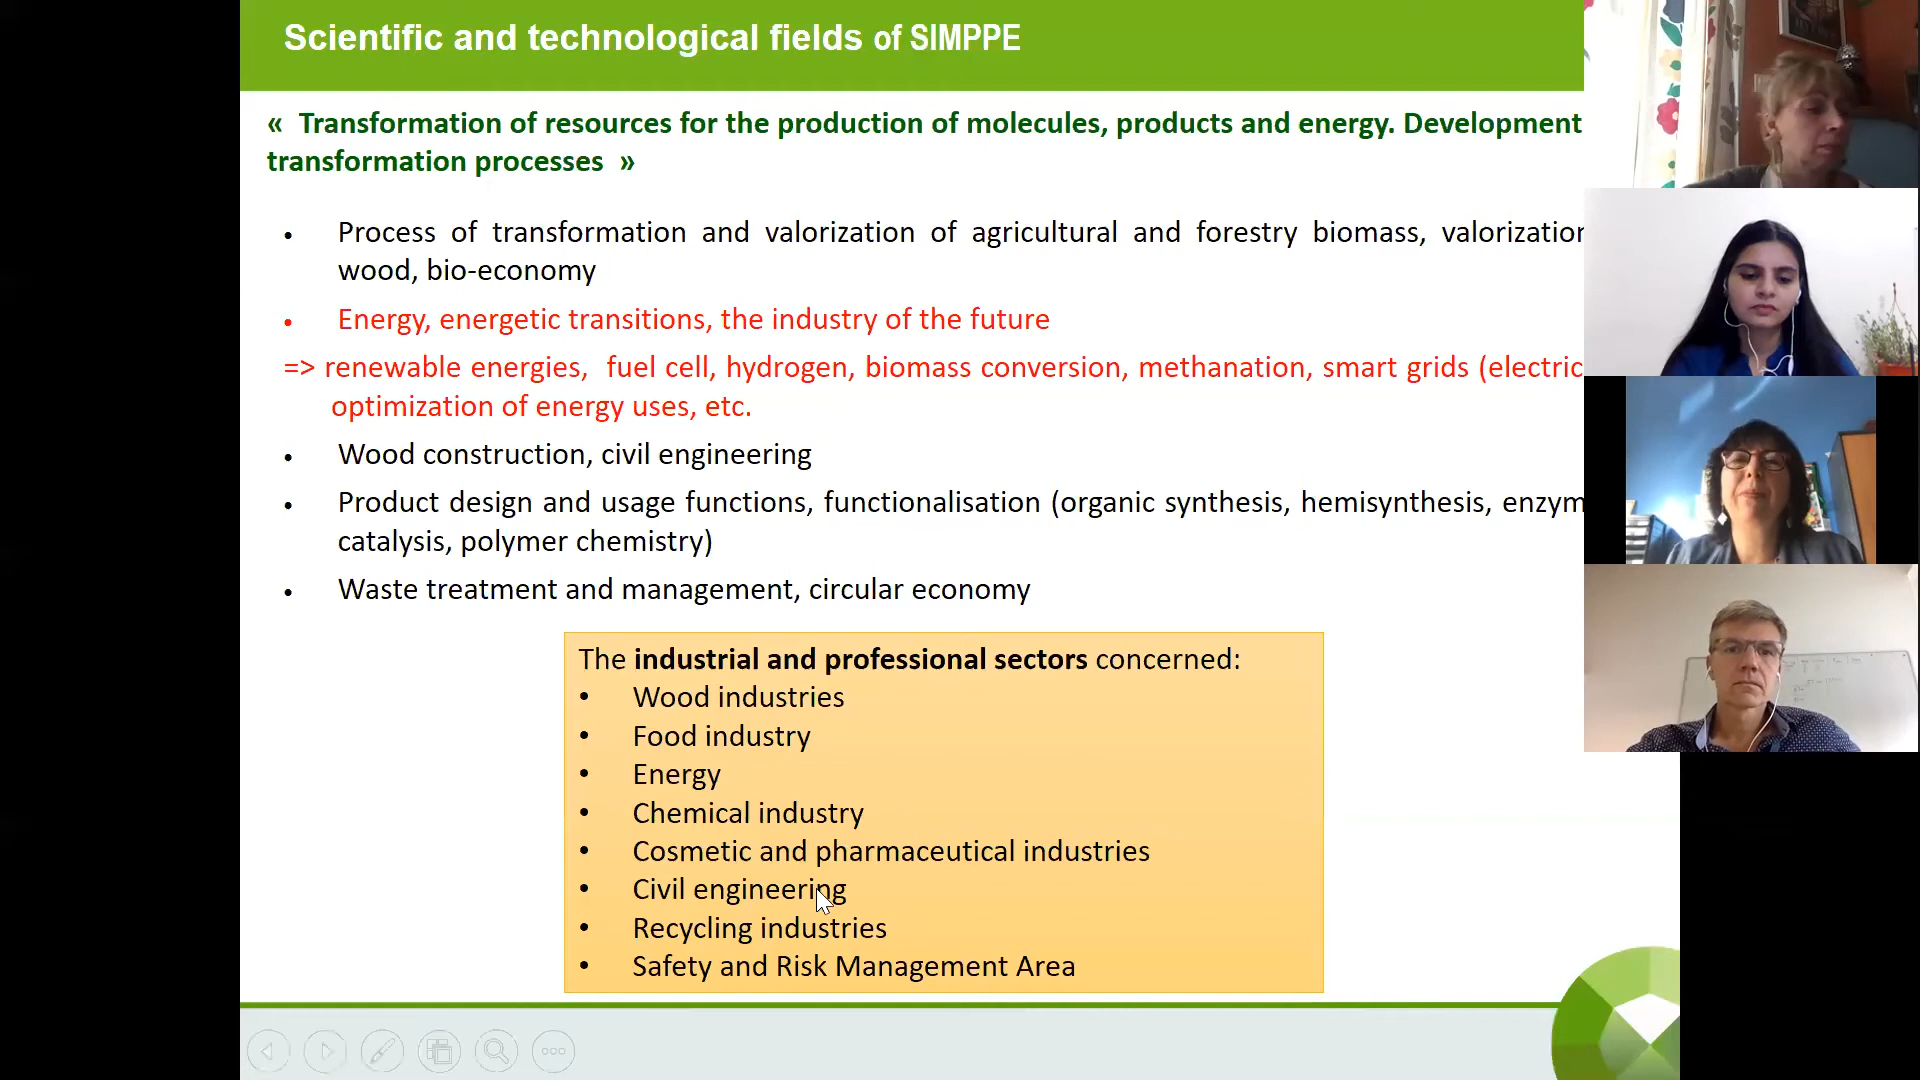 Scientific and technological fields of SIMPPE
« Transformation of resources for the production of molecules, products and energy. Development
transformation processes »
• Process of transformation and valorization of agricultural and forestry biomass, valorization
wood, bio-economy
• Energy, energetic transitions, the industry of the future
=> renewable energies, fuel cell, hydrogen, biomass conversion, methanation, smart grids (electric
optimization of energy uses, etc.
• Wood construction, civil engineering
• Product design and usage functions, functionalisation (organic synthesis, hemisynthesis, enzym
catalysis, polymer chemistry)
• Waste treatment and management, circular economy
The industrial and professional sectors concerned:
• Wood industries
• Food industry
• Energy
• Chemical industry
• Cosmetic and pharmaceutical industries
• Civil engineering
• Recycling industries
• Safety and Risk Management Area